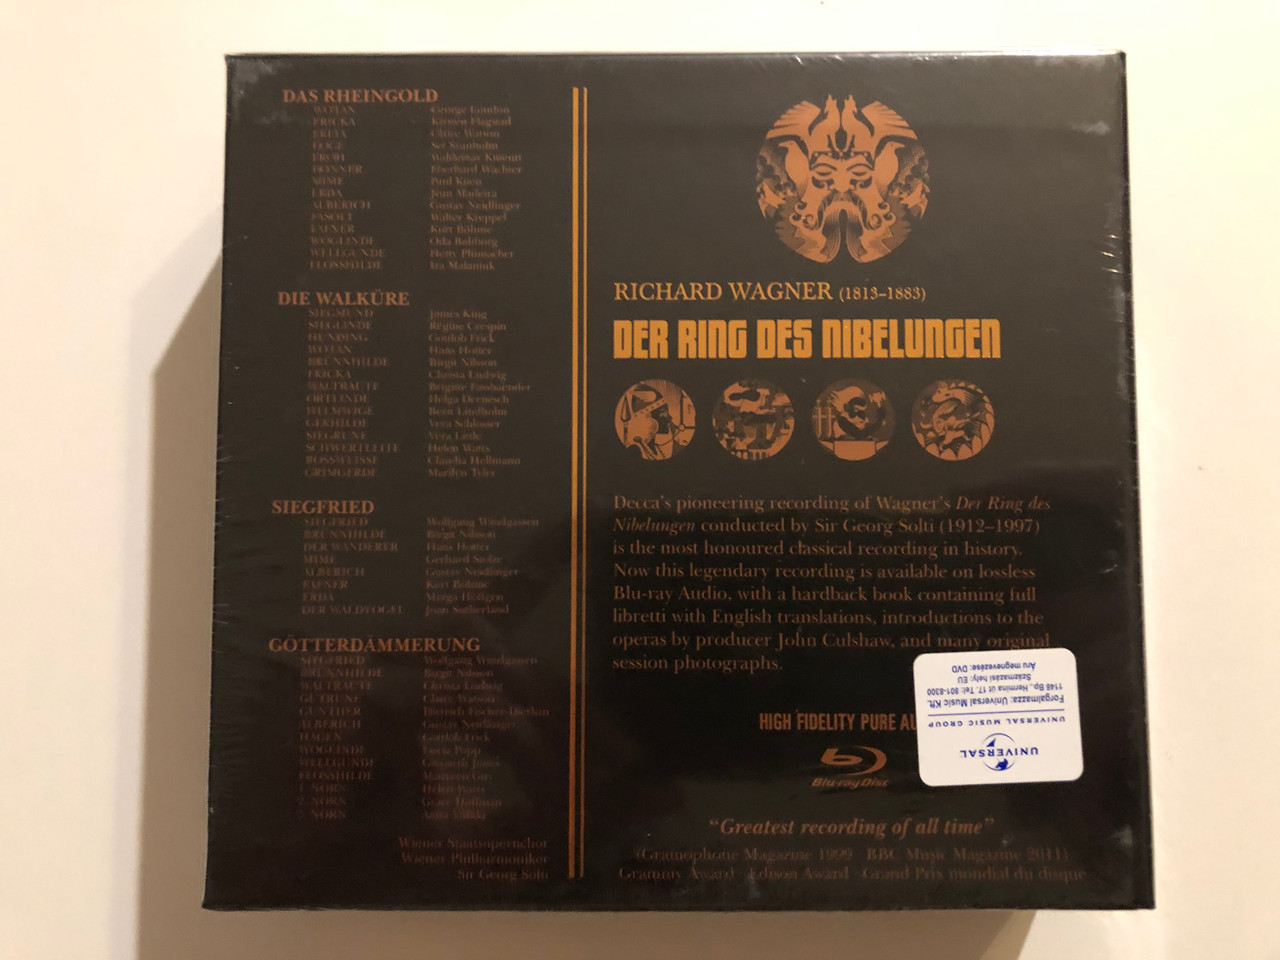 DAS RHEINGOLD
WOTAN George London
FRICKA Kirsten Flagstad
FREIA Claire Watson
LOGE Set Svanholm
FROH Waldemar Kmentt
DONNER Eberhard Wächter
MIME Paul Kuen
ERDA Jean Madeira
ALBERICH Gustav Neidlinger
FASOLT Walter Kreppel
FAFNER Kurt Böhme
WOGLINDE Oda Balsborg
WELLGUNDE Hetty Plümacher
FLOSSHILDE Ira Malaniuk
DIE WALKÜRE
SIEGMUND James King
SIEGLINDE Régine Crespin
HUNDING Gottlob Frick
WOTAN Hans Hotter
BRÜNNHILDE Birgit Nilsson
FRICKA Christa Ludwig
WALTRAUTE Brigitte Fassbaender
ORTLINDE Helga Dernesch
HELMWIGE Berit Lindholm
GERHILDE Vera Schlosser
SIEGRUNE Vera Little
SCHWERTLEITE Helen Watts
ROSSWEISSE Claudia Hellmann
GRIMGERDE Marilyn Tyler
SIEGFRIED
SIEGFRIED Wolfgang Windgassen
BRÜNNHILDE Birgit Nilsson
DER WANDERER Hans Hotter
MIME Gerhard Stolze
ALBERICH Gustav Neidlinger
FAFNER Kurt Böhme
ERDA Marga Höffgen
DER WALDVOGEL Joan Sutherland
GÖTTERDÄMMERUNG
SIEGFRIED Wolfgang Windgassen
BRÜNNHILDE Birgit Nilsson
WALTRAUTE Christa Ludwig
GUTRUNE Claire Watson
GUNTHER Dietrich Fischer-Dieskau
ALBERICH Gustav Neidlinger
HAGEN Gottlob Frick
WOGLINDE Lucia Popp
WELLGUNDE Gwyneth Jones
FLOSSHILDE Maureen Guy
1. NORN Helen Watts
2. NORN Grace Hoffman
3. NORN Anita Välkki
Wiener Staatsopernchor
Wiener Philharmoniker
Sir Georg Solti
RICHARD WAGNER (1813–1883)
DER RING DES NIBELUNGEN
Decca's pioneering recording of Wagner's Der Ring des
Nibelungen conducted by Sir Georg Solti (1912–1997)
is the most honoured classical recording in history.
Now this legendary recording is available on lossless
Blu-ray Audio, with a hardback book containing full
libretti with English translations, introductions to the
operas by producer John Culshaw, and many original
session photographs.
HIGH FIDELITY PURE AU
Blu-ray Disc
"Greatest recording of all time"
(Gramophone Magazine 1999 · BBC Music Magazine 2011)
Grammy Award · Edison Award · Grand Prix mondial du disque
UNIVERSAL
UNIVERSAL MUSIC GROUP
Forgalmazza: Universal Music Kft.
1146 Bp., Hermina út 17. Tel: 801-8300
Származási hely: EU
Áru megnevezése: DVD